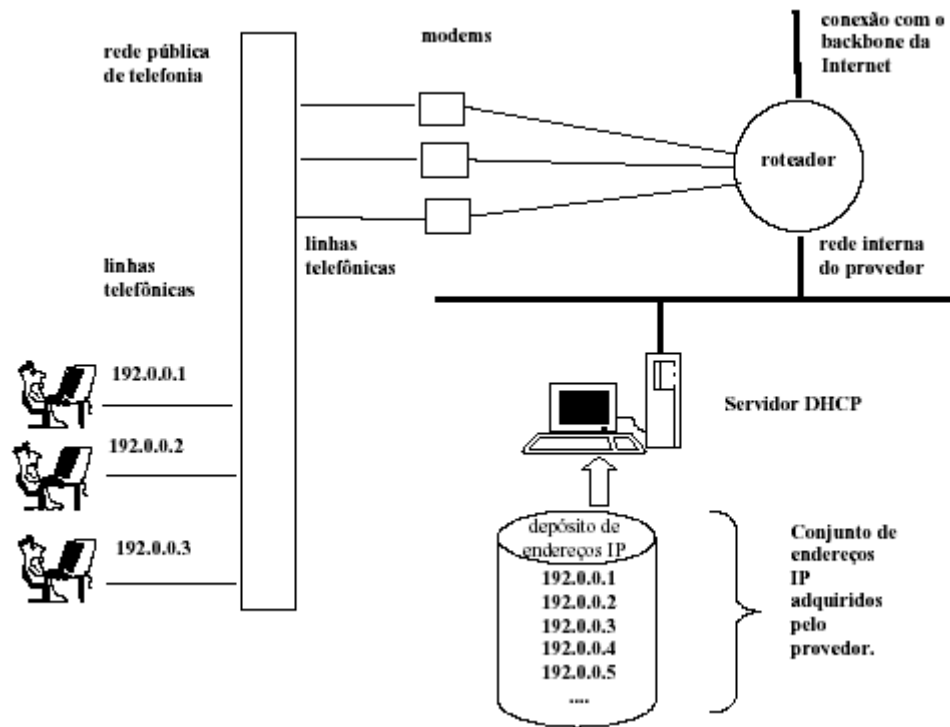 rede pública
de telefonia
modems
conexão com o
backbone da
Internet
roteador
linhas
telefônicas
linhas
telefônicas
rede interna
do provedor
192.0.0.1
192.0.0.2
192.0.0.3
Servidor DHCP
depósito de
endereços IP
192.0.0.1
192.0.0.2
192.0.0.3
192.0.0.4
192.0.0.5
....
Conjunto de
endereços
IP
adquiridos
pelo
provedor.